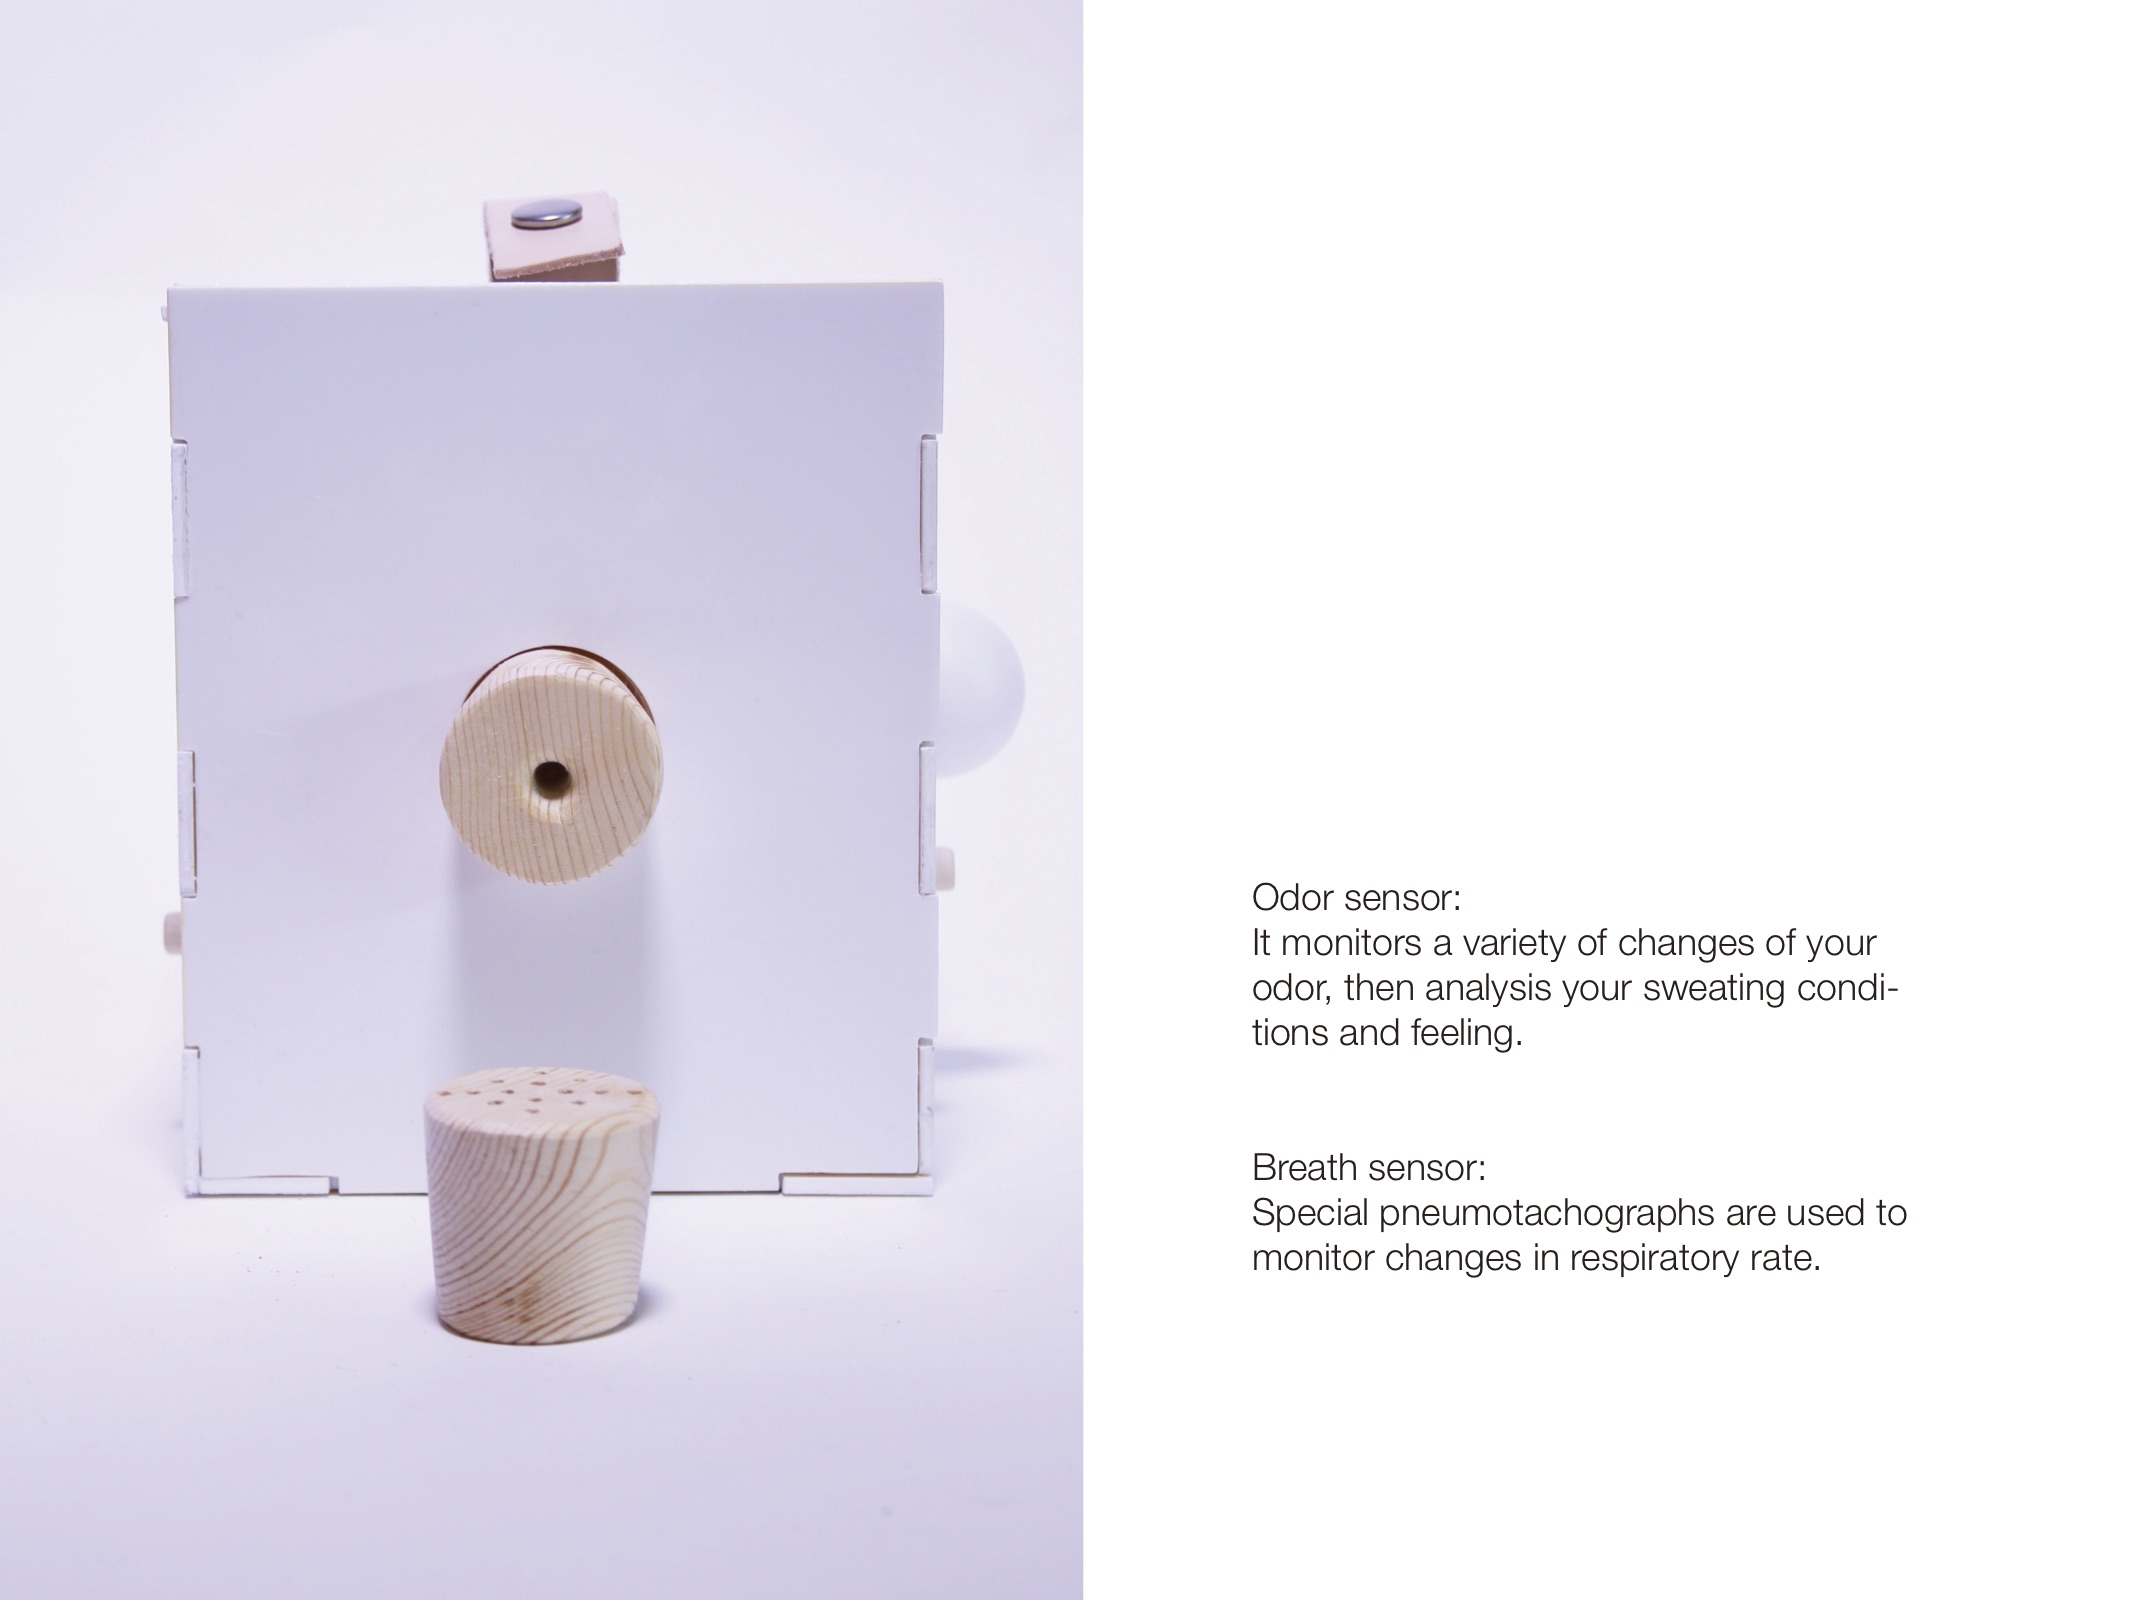 Odor sensor:
It monitors a variety of changes of your
odor, then analysis your sweating condi-
tions and feeling.
Breath sensor:
Special pneumotachographs are used to
monitor changes in respiratory rate.